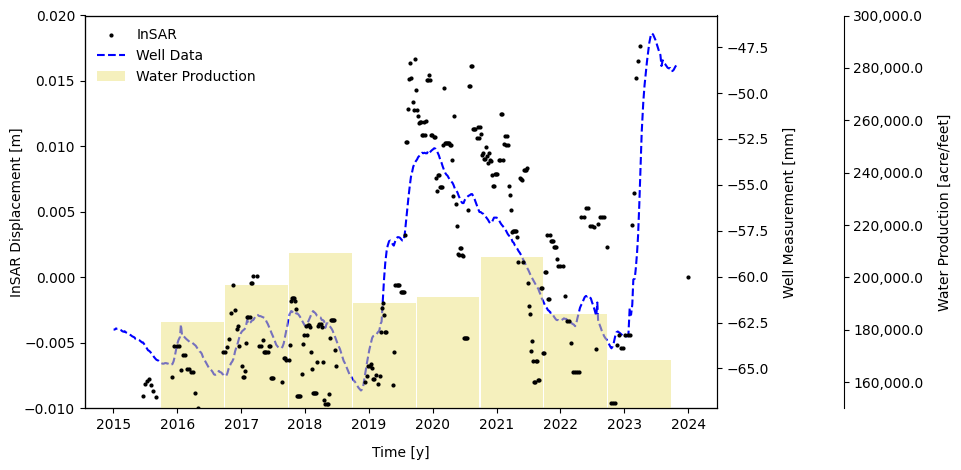 InSAR
Well Data
Water Production
0.020
0.015
0.010
0.005
0.000
−0.005
−0.010
InSAR Displacement [m]
2015 2016 2017 2018 2019 2020 2021 2022 2023 2024
Time [y]
−47.5
−50.0
−52.5
−55.0
−57.5
−60.0
−62.5
−65.0
Well Measurement [mm]
300,000.0
280,000.0
260,000.0
240,000.0
220,000.0
200,000.0
180,000.0
160,000.0
Water Production [acre/feet]